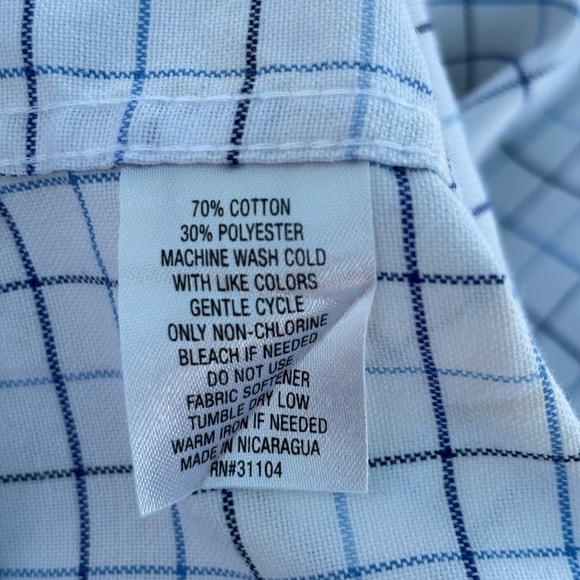 70% COTTON
30% POLYESTER
MACHINE WASH COLD
WITH LIKE COLORS
GENTLE CYCLE
ONLY NON-CHLORINE
BLEACH IF NEEDED
DO NOT USE
FABRIC SOFTENER
TUMBLE DRY LOW
WARM IRON IF NEEDED
MADE IN NICARAGUA
RN#31104